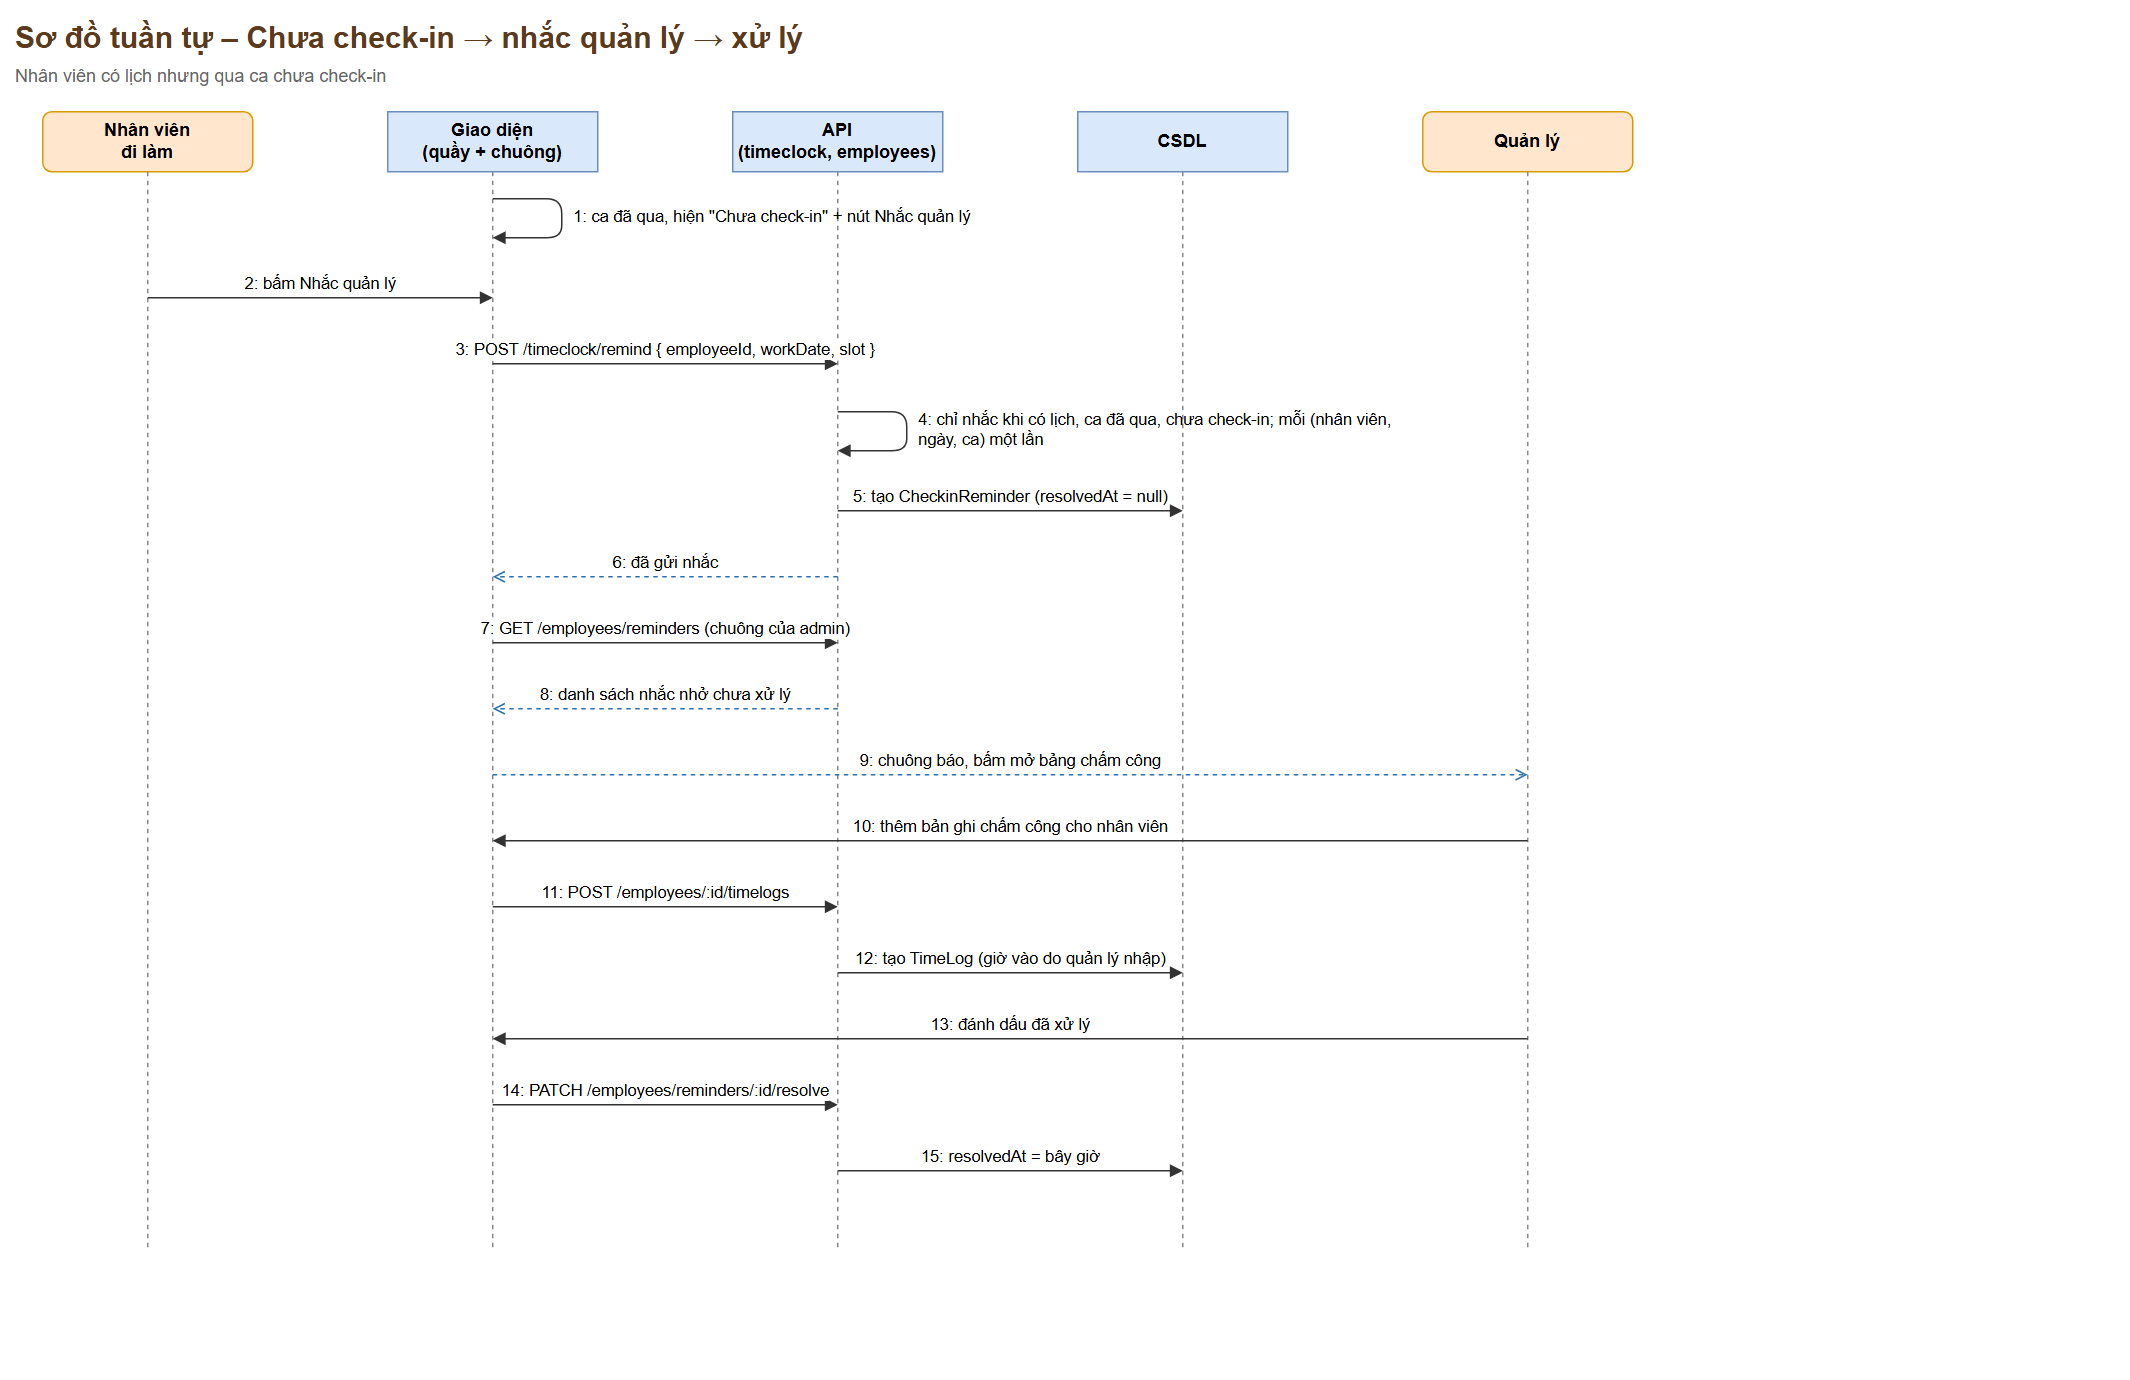 Sơ đồ tuần tự – Chưa check-in → nhắc quản lý → xử lý
Nhân viên có lịch nhưng qua ca chưa check-in
Nhân viên
đi làm
Giao diện
(quầy + chuông)
API
(timeclock, employees)
CSDL
Quản lý
1: ca đã qua, hiện "Chưa check-in" + nút Nhắc quản lý
2: bấm Nhắc quản lý
3: POST /timeclock/remind { employeeId, workDate, slot }
4: chỉ nhắc khi có lịch, ca đã qua, chưa check-in; mỗi (nhân viên,
ngày, ca) một lần
5: tạo CheckinReminder (resolvedAt = null)
6: đã gửi nhắc
7: GET /employees/reminders (chuông của admin)
8: danh sách nhắc nhở chưa xử lý
9: chuông báo, bấm mở bảng chấm công
10: thêm bản ghi chấm công cho nhân viên
11: POST /employees/:id/timelogs
12: tạo TimeLog (giờ vào do quản lý nhập)
13: đánh dấu đã xử lý
14: PATCH /employees/reminders/:id/resolve
15: resolvedAt = bây giờ